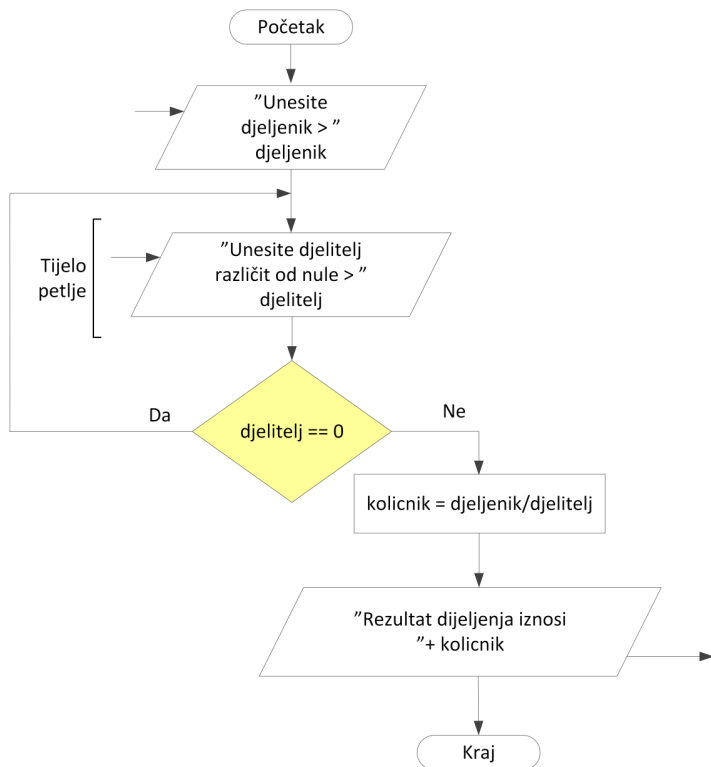 Početak
”Unesite
djeljenik > ”
djeljenik
Tijelo
petlje
”Unesite djelitelj
različit od nule > ”
djelitelj
Da
djelitelj == 0
Ne
kolicnik = djeljenik/djelitelj
”Rezultat dijeljenja iznosi
”+ kolicnik
Kraj